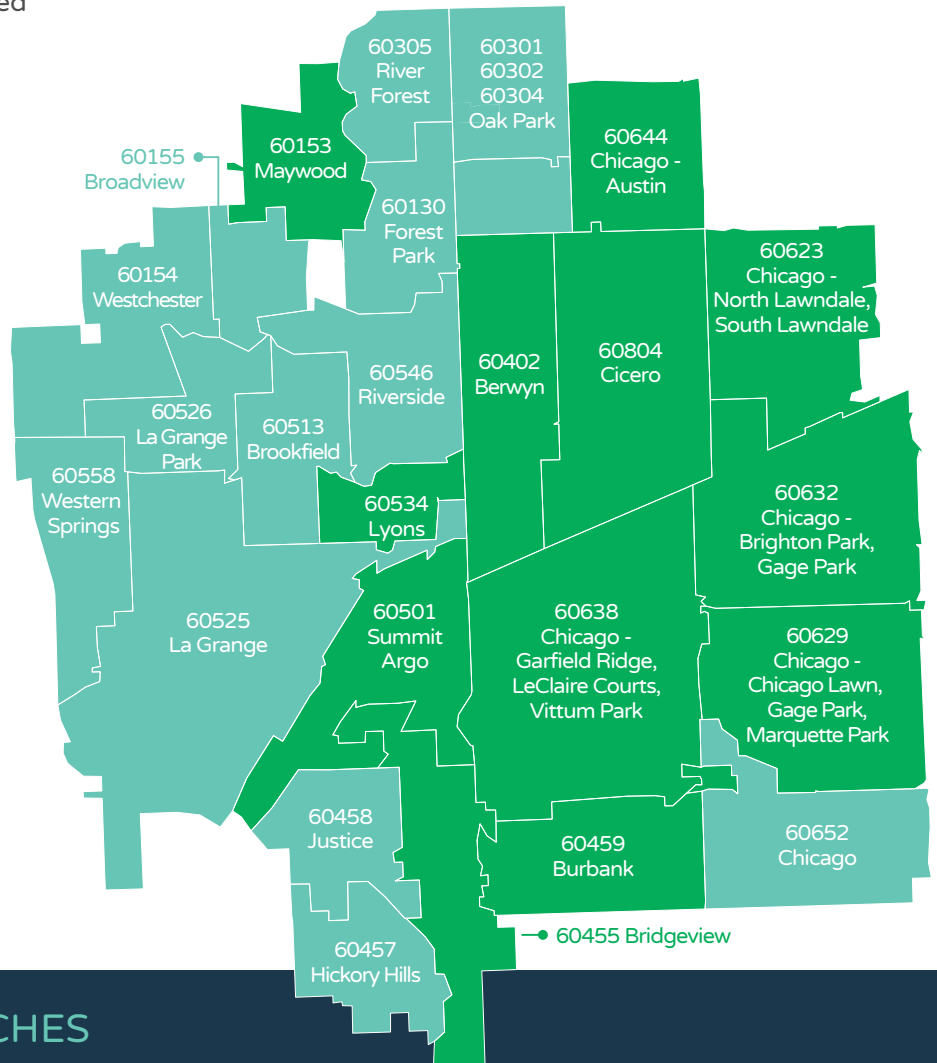 60305
River
Forest
60301
60302
60304
Oak Park
60644
Chicago -
Austin
60153
Maywood
60155
Broadview
60130
Forest
Park
60154
Westchester
60623
Chicago -
North Lawndale,
South Lawndale
60402
Berwyn
60804
Cicero
60546
Riverside
60526
La Grange
Park
60513
Brookfield
60558
Western
Springs
60534
Lyons
60632
Chicago -
Brighton Park,
Gage Park
60525
La Grange
60501
Summit
Argo
60638
Chicago -
Garfield Ridge,
LeClaire Courts,
Vittum Park
60629
Chicago -
Chicago Lawn,
Gage Park,
Marquette Park
60458
Justice
60459
Burbank
60652
Chicago
60455 Bridgeview
60457
Hickory Hills
CHES